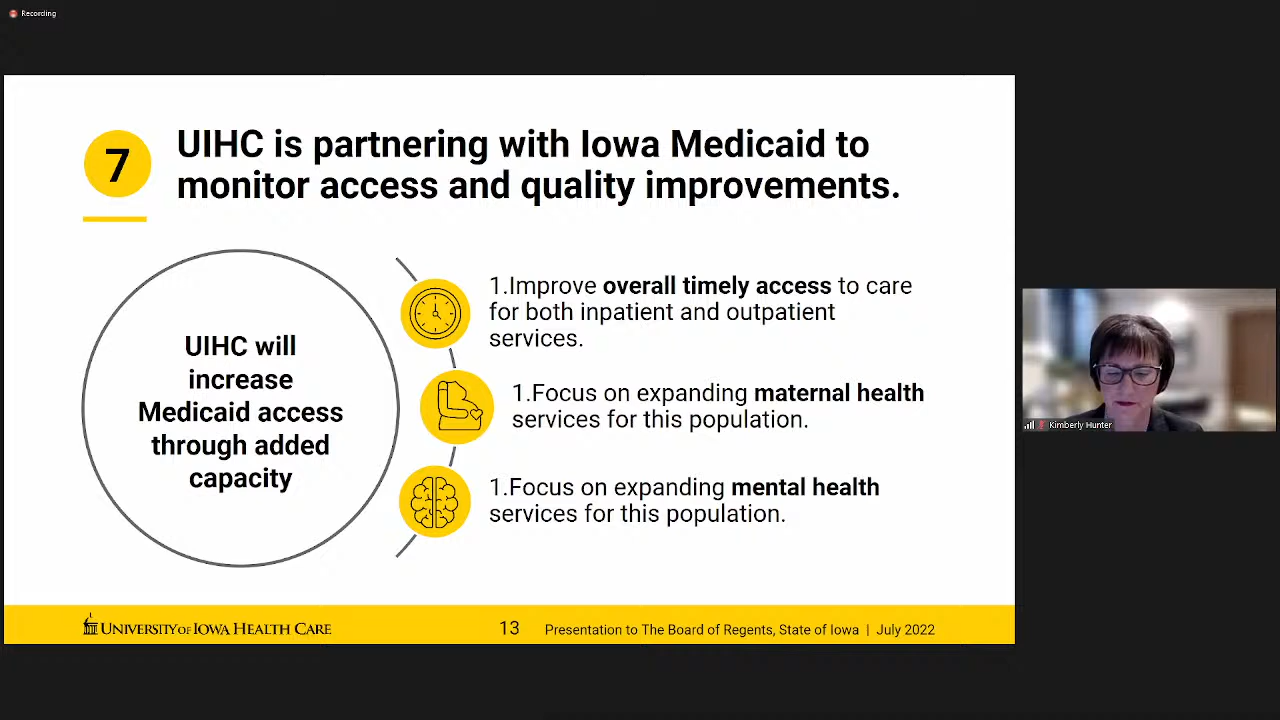 Recording
7
UIHC is partnering with Iowa Medicaid to
monitor access and quality improvements.
UIHC will
increase
Medicaid access
through added
capacity
1.Improve overall timely access to care
for both inpatient and outpatient
services.
1.Focus on expanding maternal health
services for this population.
1.Focus on expanding mental health
services for this population.
Kimberly Hunter
UNIVERSITY OF IOWA HEALTH CARE
13
Presentation to The Board of Regents, State of Iowa | July 2022